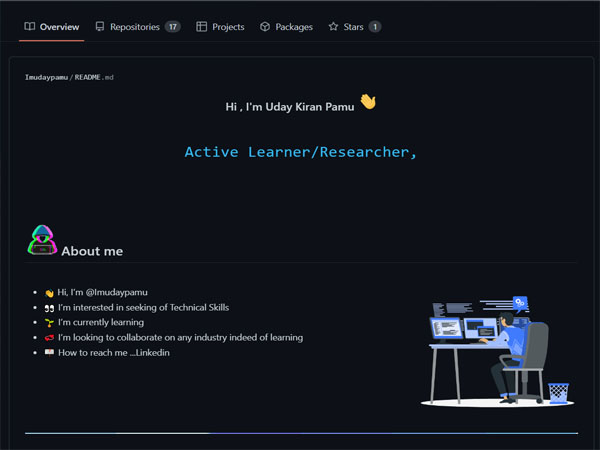 Overview Repositories 17 Projects Packages Stars 1
Imudaypamu/README.md
Hi , I'm Uday Kiran Pamu 👋
Active Learner/Researcher,
About me
• 👋 Hi, I'm @Imudaypamu
• 👀 I'm interested in seeking of Technical Skills
• 🌱 I'm currently learning
• 💞️ I'm looking to collaborate on any industry indeed of learning
• 📖 How to reach me ...Linkedin